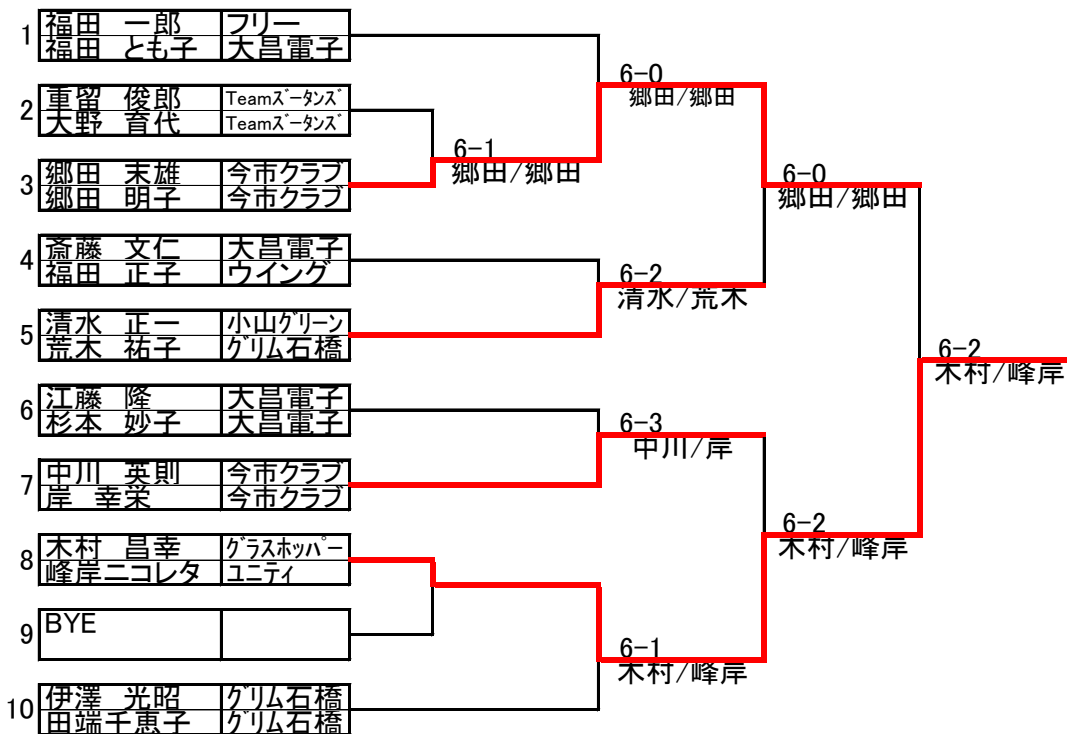 1 福田 一郎 フリー
福田 とも子 大昌電子
2 重留 俊郎 Teamズータンズ
大野 育代 Teamズータンズ
3 郷田 末雄 今市クラブ
郷田 明子 今市クラブ
4 斎藤 文仁 大昌電子
福田 正子 ウイング
5 清水 正一 小山グリーン
荒木 祐子 グリム石橋
6 江藤 隆 大昌電子
杉本 妙子 大昌電子
7 中川 英則 今市クラブ
岸 幸栄 今市クラブ
8 木村 昌幸 グラスホッパー
峰岸ニコレタ ユニティ
9 BYE
10 伊澤 光昭 グリム石橋
田端千恵子 グリム石橋
6-1
郷田/郷田
6-0
郷田/郷田
6-2
清水/荒木
6-3
中川/岸
6-1
木村/峰岸
6-0
郷田/郷田
6-2
木村/峰岸
6-2
木村/峰岸